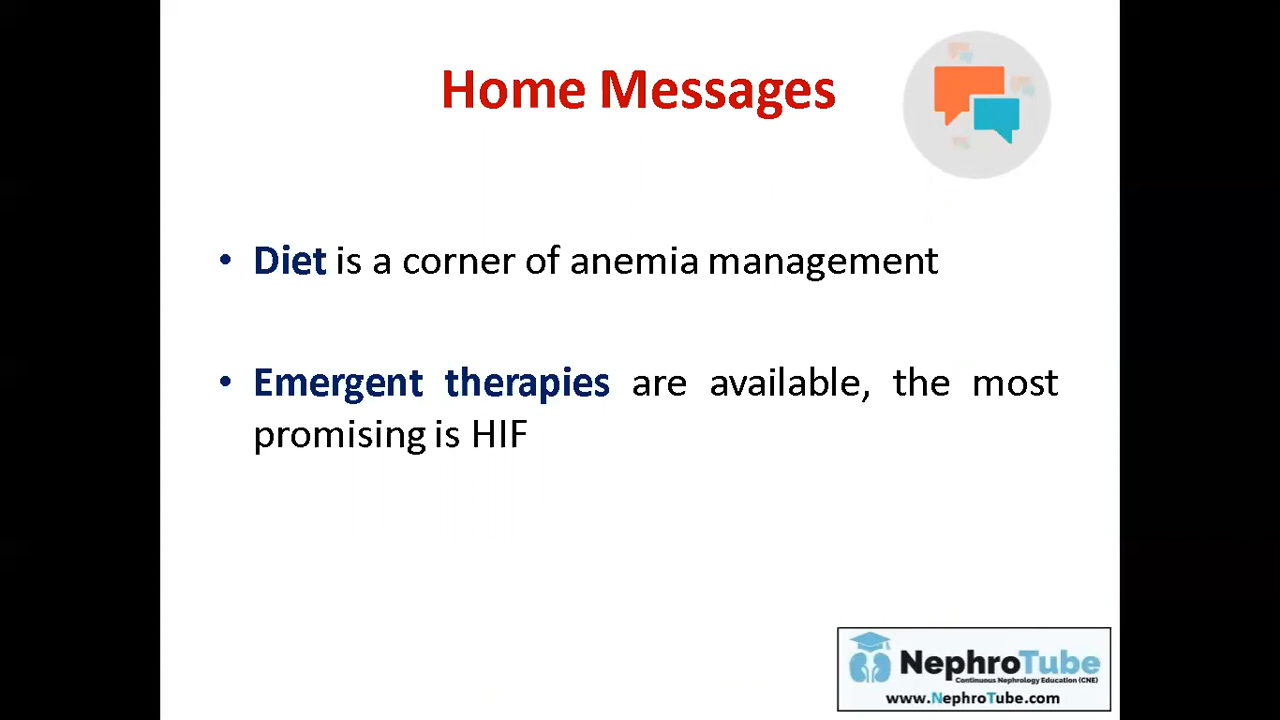 Home Messages
• Diet is a corner of anemia management
• Emergent therapies are available, the most
promising is HIF
NephroTube
Continuous Nephrology Education (CNE)
www.NephroTube.com